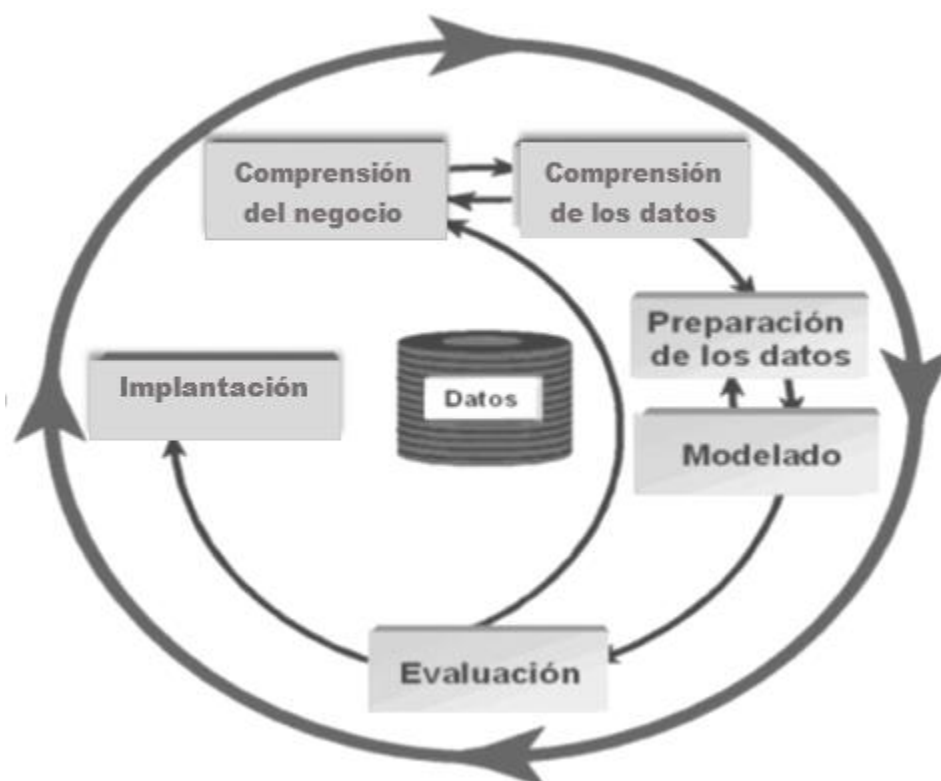 Comprensión
del negocio
Comprensión
de los datos
Preparación
de los datos
Implantación
Datos
Modelado
Evaluación